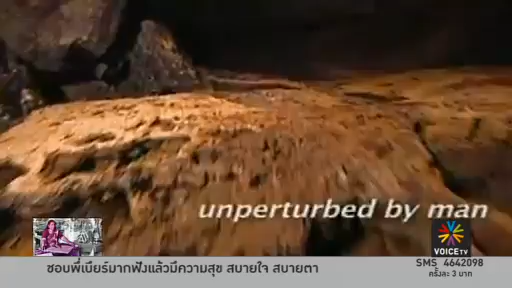 unperturbed by man
VOICETV
SMS 4642098
ชอบพี่เบียร์มากฟังแล้วมีความสุข สบายใจ สบายตา
ครั้งละ 3 บาท